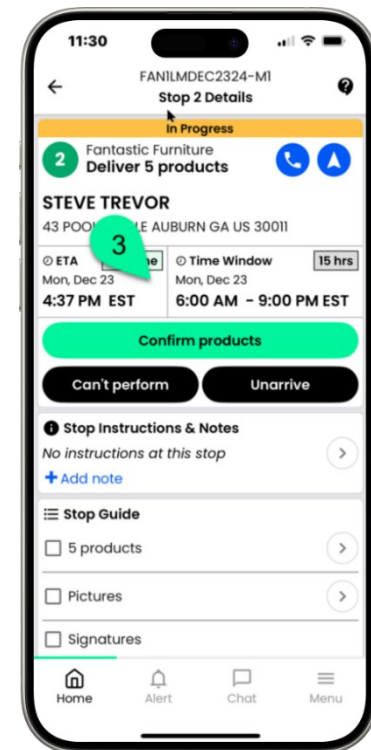 11:30
FAN1LMDEC2324-M1
Stop 2 Details
In Progress
2
Fantastic Furniture
Deliver 5 products
STEVE TREVOR
43 AUBURN GA US 30011
3
ETA
Mon, Dec 23
4:37 PM EST
Time Window 15 hrs
Mon, Dec 23
6:00 AM - 9:00 PM EST
Confirm products
Can't perform
Unarrive
Stop Instructions & Notes
No instructions at this stop
+Add note
Stop Guide
5 products
Pictures
Signatures
Home Alert Chat Menu